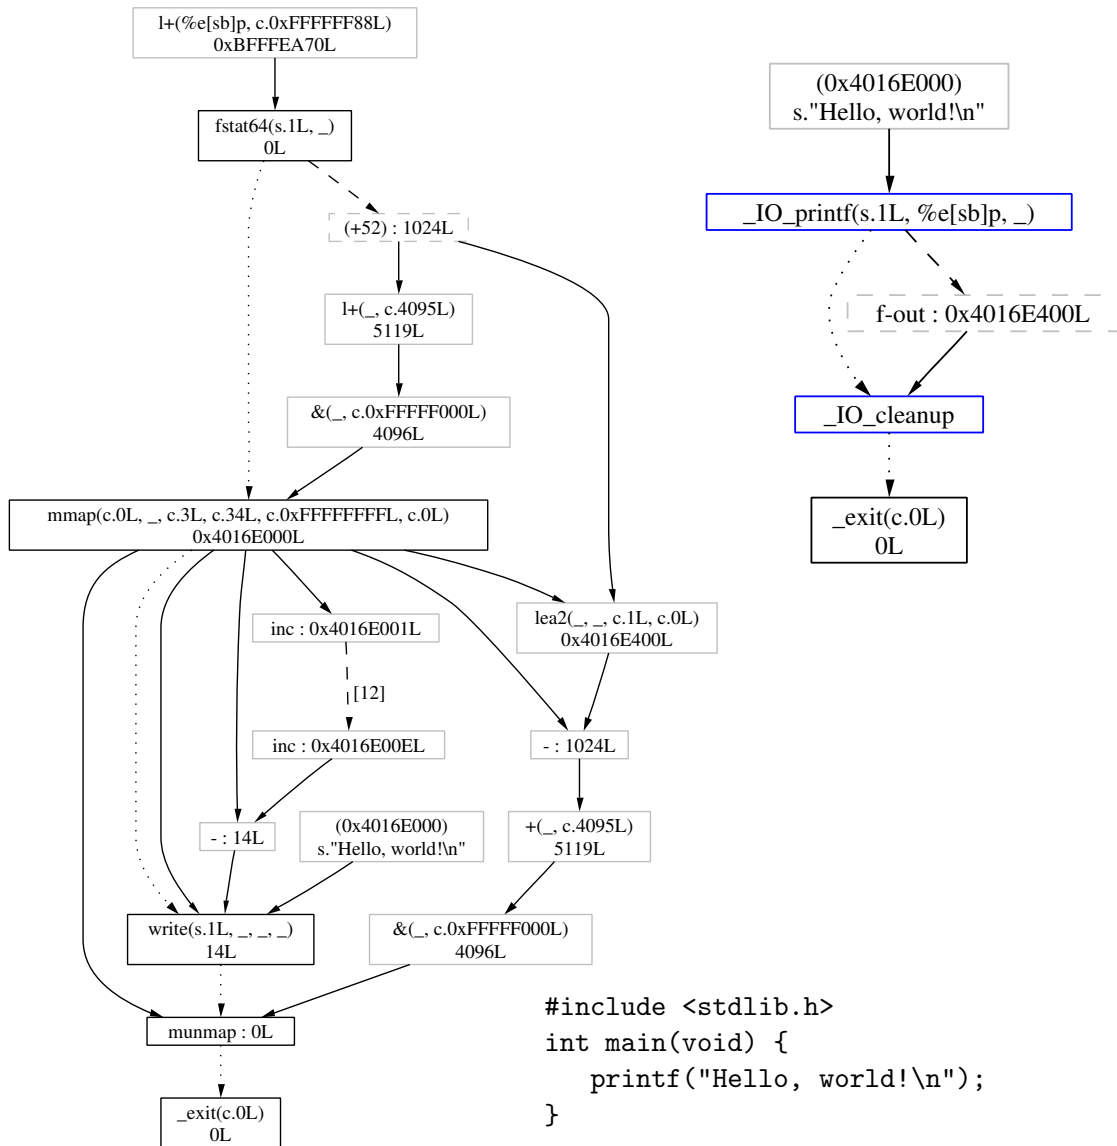 l+(%e[sb]p, c.0xFFFFFF88L)
0xBFFFEA70L
fstat64(s.1L, _)
0L
(+52) : 1024L
l+(_, c.4095L)
5119L
&(_, c.0xFFFFF000L)
4096L
mmap(c.0L, _, c.3L, c.34L, c.0xFFFFFFFFL, c.0L)
0x4016E000L
inc : 0x4016E001L
lea2(_, _, c.1L, c.0L)
0x4016E400L
[12]
inc : 0x4016E00EL
- : 1024L
- : 14L
(0x4016E000)
s."Hello, world!\n"
+(_, c.4095L)
5119L
write(s.1L, _, _, _)
14L
&(_, c.0xFFFFF000L)
4096L
munmap : 0L
_exit(c.0L)
0L
(0x4016E000)
s."Hello, world!\n"
_IO_printf(s.1L, %e[sb]p, _)
f-out : 0x4016E400L
_IO_cleanup
_exit(c.0L)
0L
#include <stdlib.h>
int main(void) {
   printf("Hello, world!\n");
}